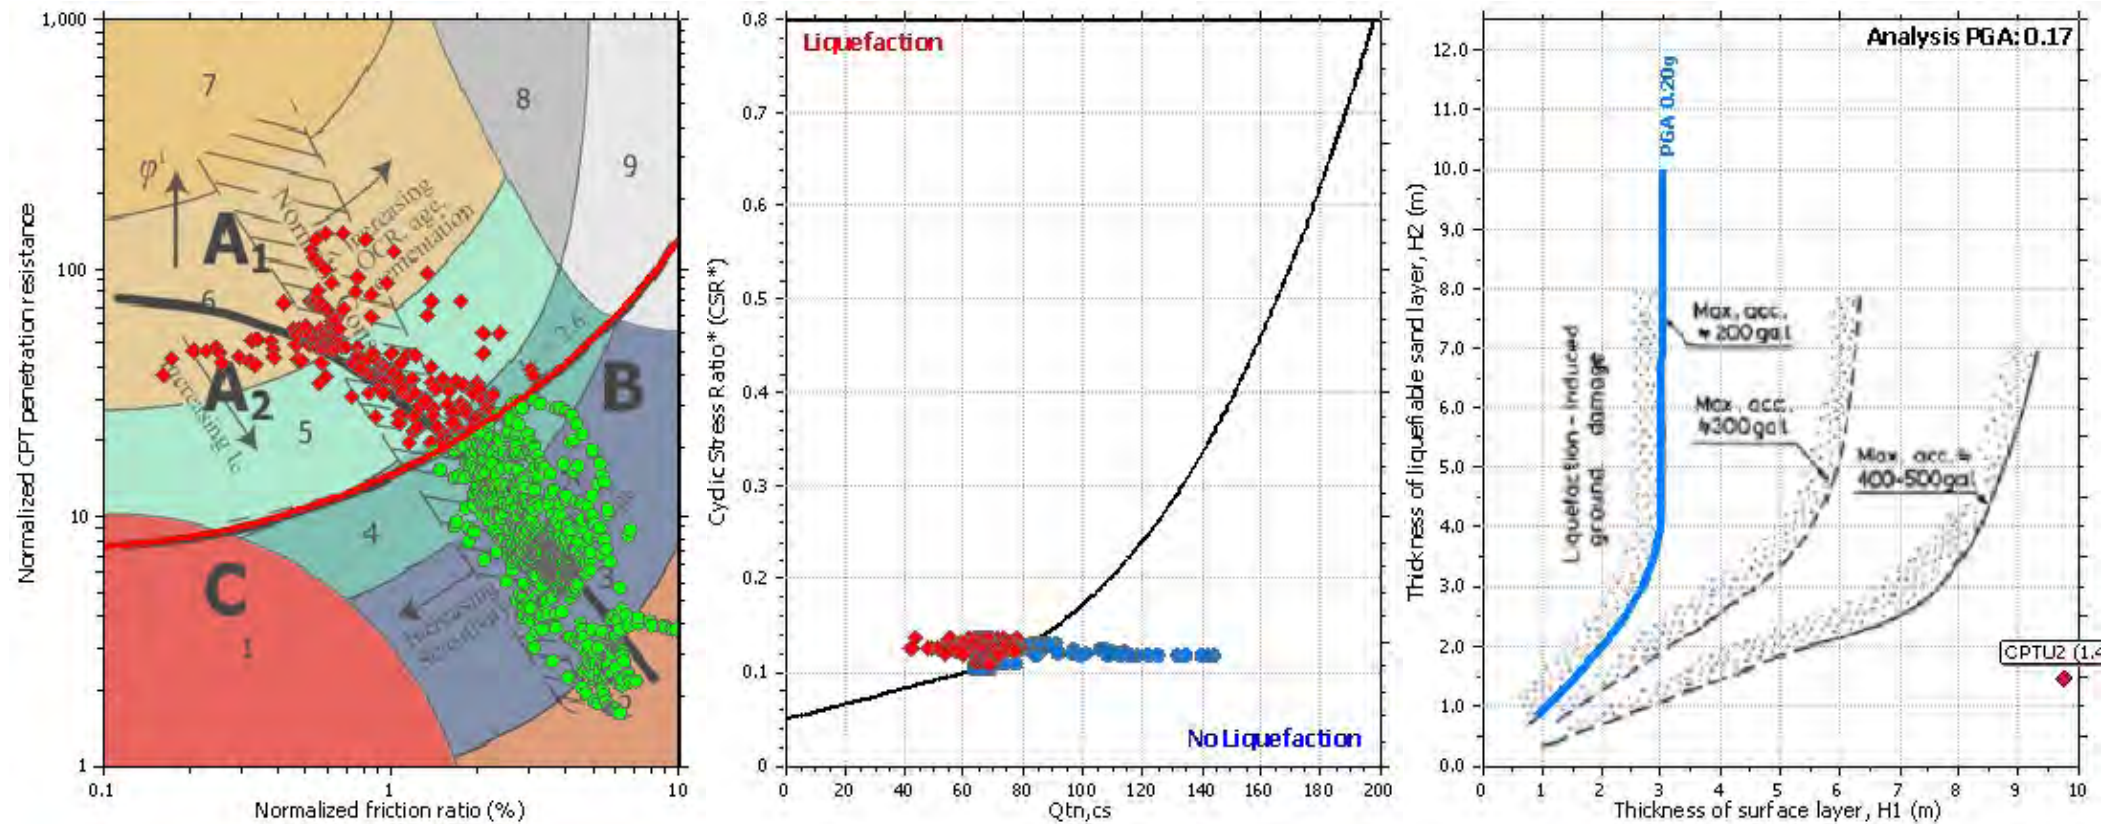 Normalized CPT penetration resistance
1,000
100
10
1
0.1
1
10
Normalized friction ratio (%)
7
8
9
φ'
A1
Increasing
OCR, age,
cementation
6
A2
Increasing Ic
5
2.6
B
4
3
C
1
Increasing
2
Cyclic Stress Ratio* (CSR*)
0.8
0.7
0.6
0.5
0.4
0.3
0.2
0.1
0
Liquefaction
No Liquefaction
0
20
40
60
80
100
120
140
160
180
200
Qtn,cs
Thickness of liquefiable sand layer, H2 (m)
12.0
11.0
10.0
9.0
8.0
7.0
6.0
5.0
4.0
3.0
2.0
1.0
0.0
Analysis PGA: 0.17
PGA 0.20g
Liquefaction - induced
ground damage
Max. acc.
≒ 200 gal
Max. acc.
≒300 gal
Max. acc. ≒
400-500gal
CPTU2 (1.4
0
1
2
3
4
5
6
7
8
9
10
Thickness of surface layer, H1 (m)